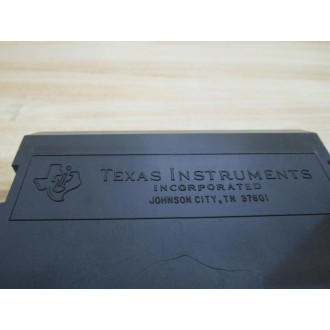 TEXAS INSTRUMENTS
INCORPORATED
JOHNSON CITY, TN 37601